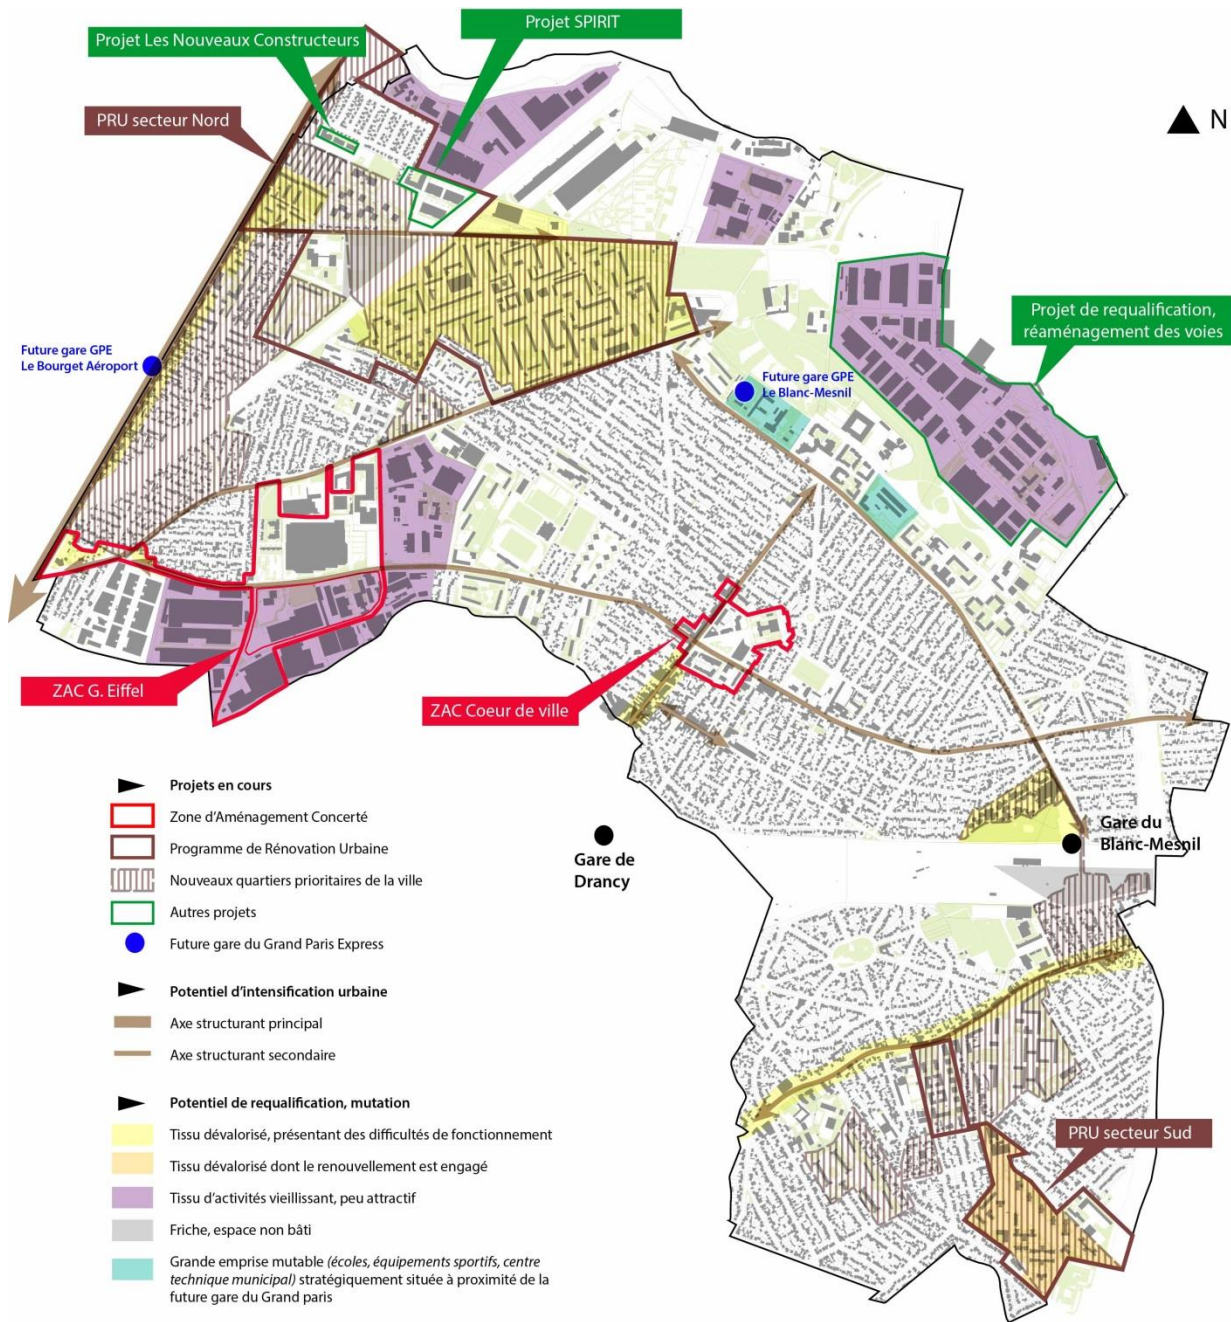 Projet SPIRIT
Projet Les Nouveaux Constructeurs
PRU secteur Nord
N
Projet de requalification,
réaménagement des voies
Future gare GPE
Le Bourget Aéroport
Future gare GPE
Le Blanc-Mesnil
ZAC G. Eiffel
ZAC Coeur de ville
Gare de
Drancy
Gare du
Blanc-Mesnil
PRU secteur Sud
Projets en cours
Zone d'Aménagement Concerté
Programme de Rénovation Urbaine
Nouveaux quartiers prioritaires de la ville
Autres projets
Future gare du Grand Paris Express
Potentiel d'intensification urbaine
Axe structurant principal
Axe structurant secondaire
Potentiel de requalification, mutation
Tissu dévalorisé, présentant des difficultés de fonctionnement
Tissu dévalorisé dont le renouvellement est engagé
Tissu d'activités vieillissant, peu attractif
Friche, espace non bâti
Grande emprise mutable (écoles, équipements sportifs, centre
technique municipal) stratégiquement située à proximité de la
future gare du Grand paris